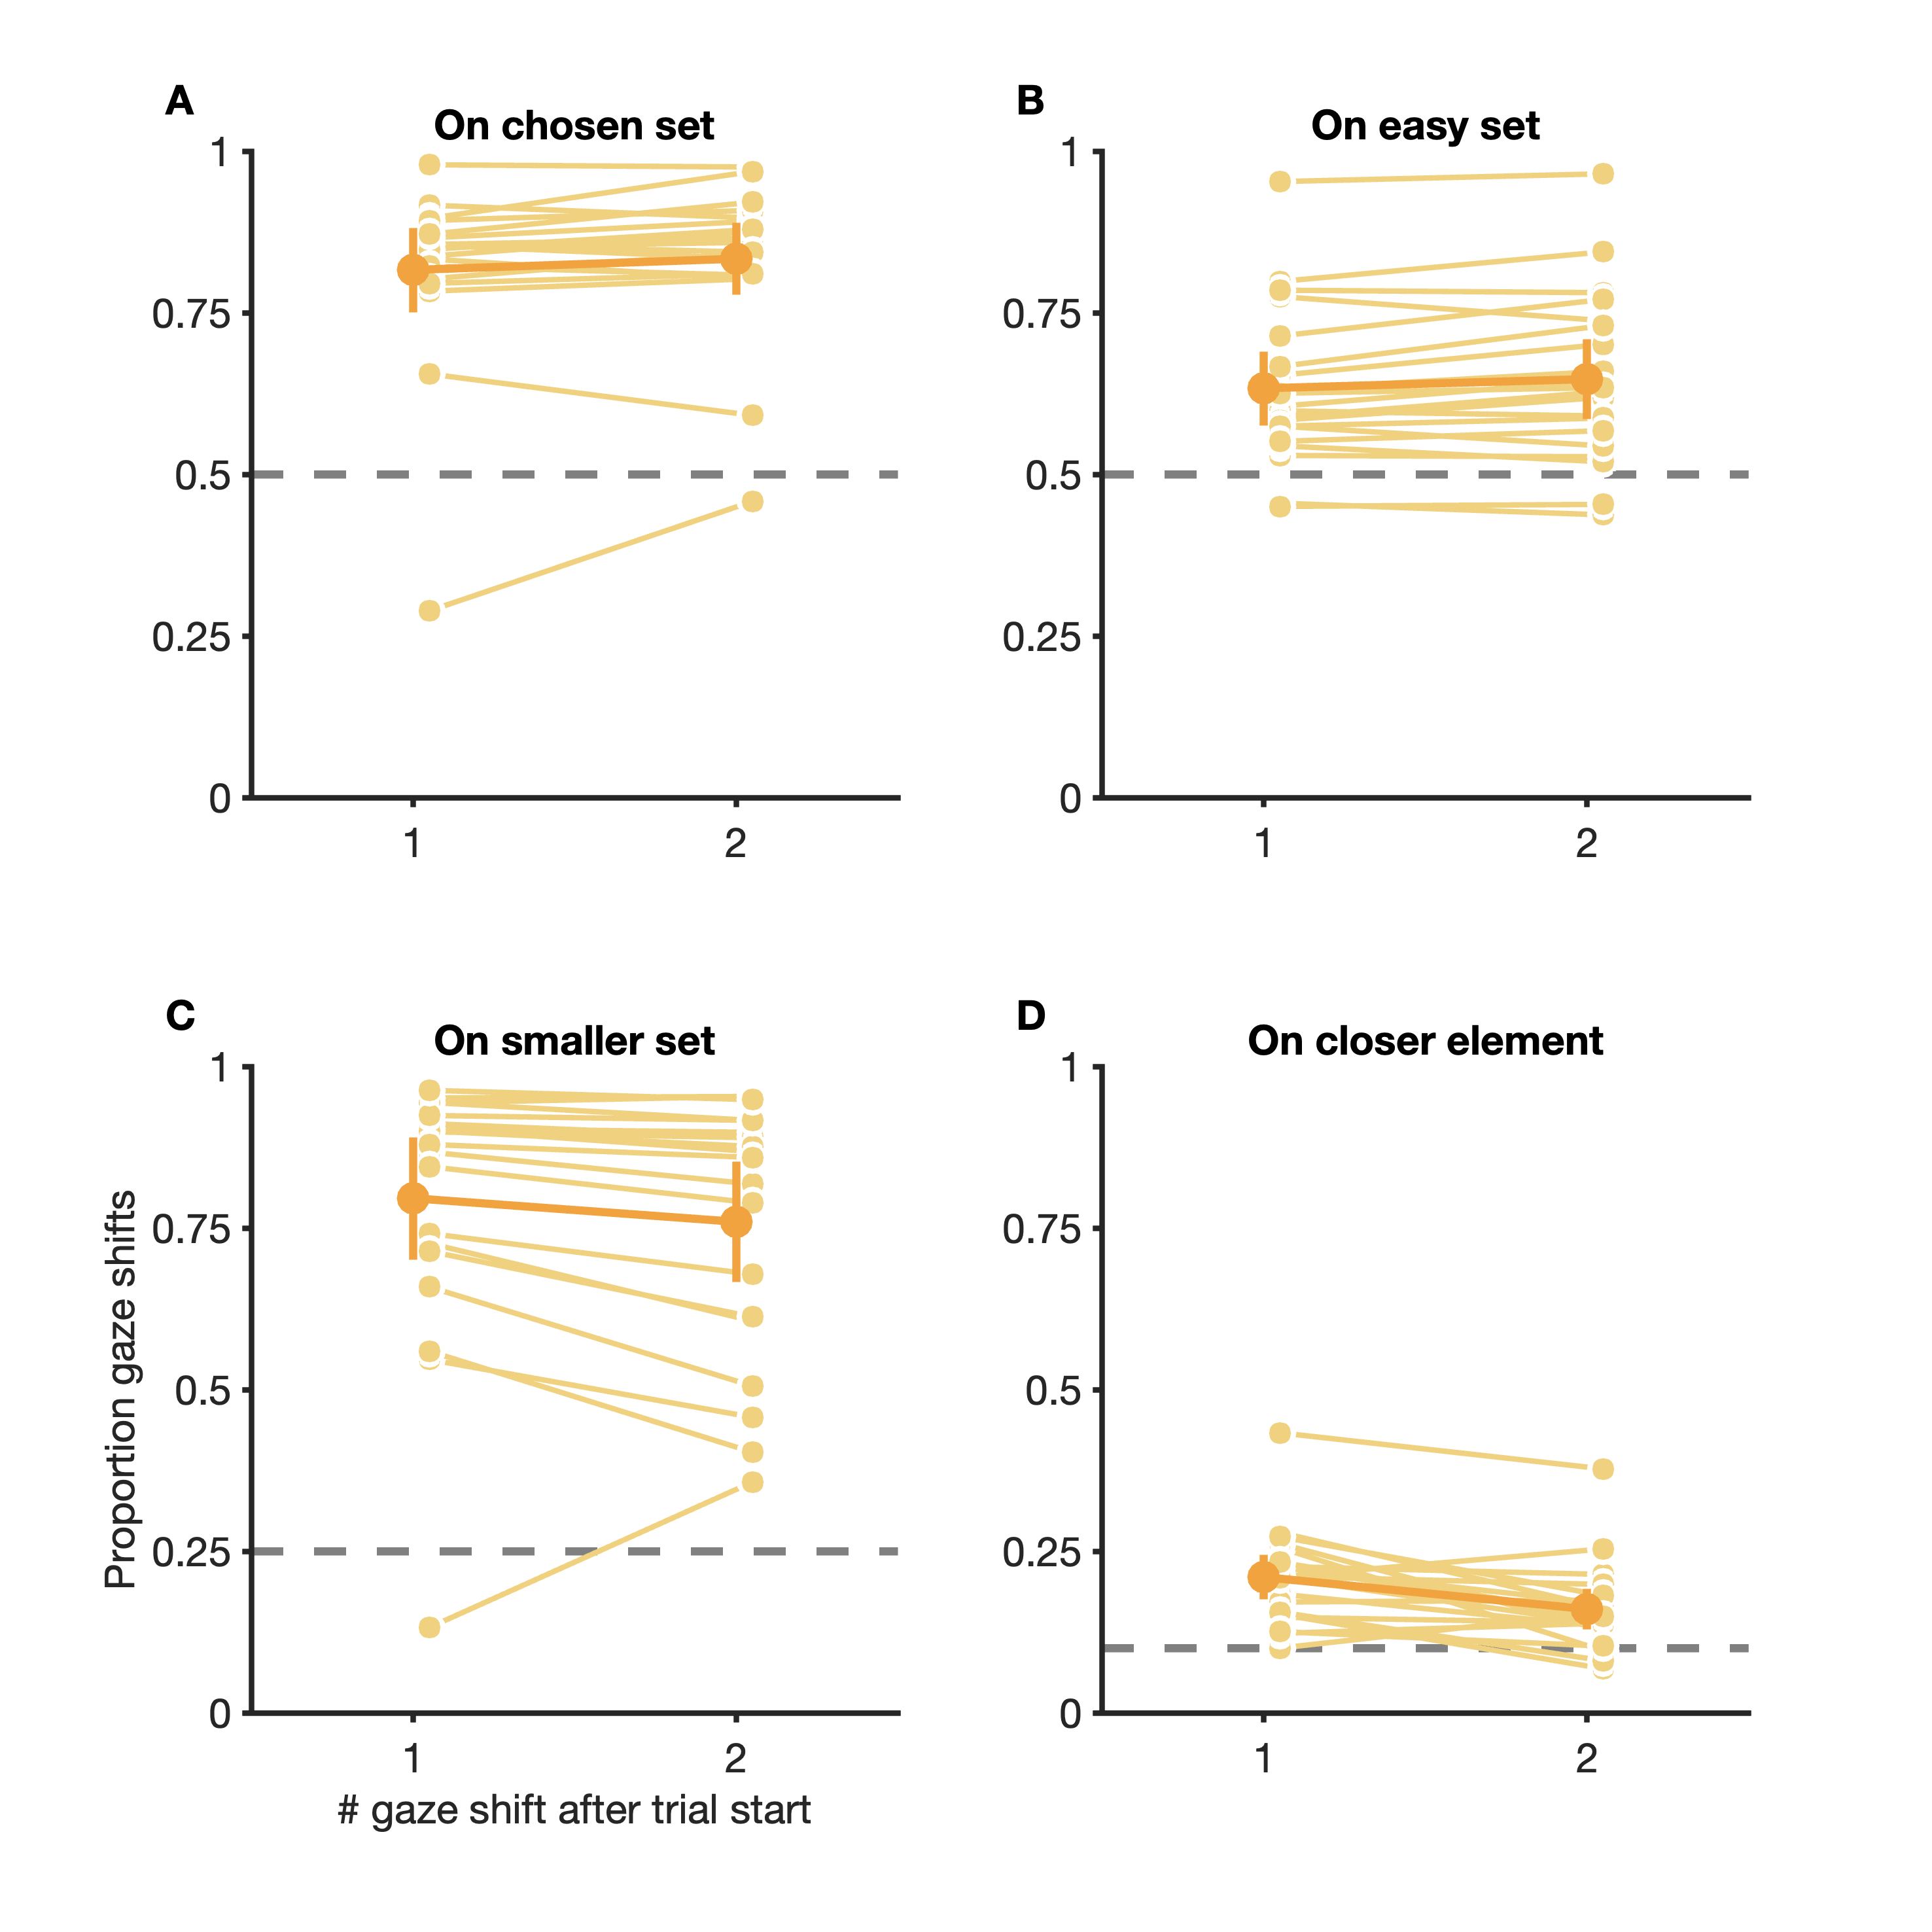 A
On chosen set
1
0.75
0.5
0.25
0
1 2
B
On easy set
1
0.75
0.5
0.25
0
1 2
C
On smaller set
1
0.75
0.5
0.25
0
1 2
Proportion gaze shifts
# gaze shift after trial start
D
On closer element
1
0.75
0.5
0.25
0
1 2